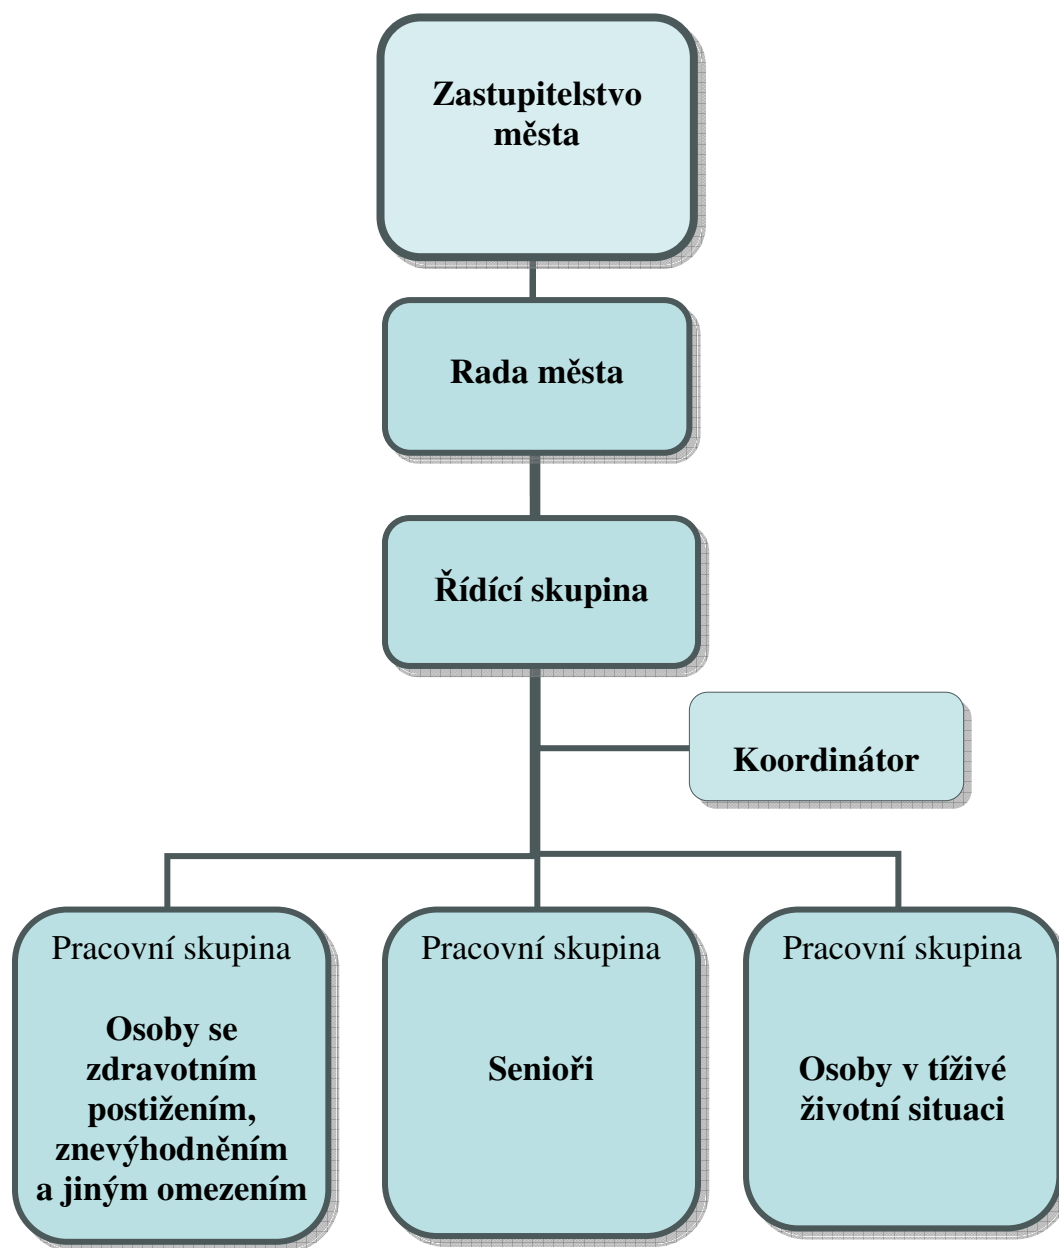 Zastupitelstvo
města
Rada města
Řídící skupina
Koordinátor
Pracovní skupina
Osoby se
zdravotním
postižením,
znevýhodněním
a jiným omezením
Pracovní skupina
Senioři
Pracovní skupina
Osoby v tíživé
životní situaci